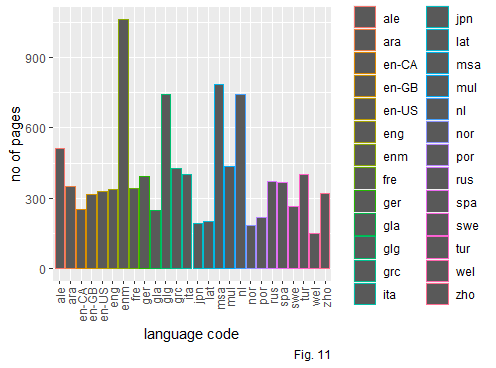 900
600
300
0
no of pages
ale
ara
en-CA
en-GB
en-US
eng
enm
fre
ger
gla
glg
grc
ita
jpn
lat
msa
mul
nl
nor
por
rus
spa
swe
tur
wel
zho
language code
Fig. 11
ale
ara
en-CA
en-GB
en-US
eng
enm
fre
ger
gla
glg
grc
ita
jpn
lat
msa
mul
nl
nor
por
rus
spa
swe
tur
wel
zho